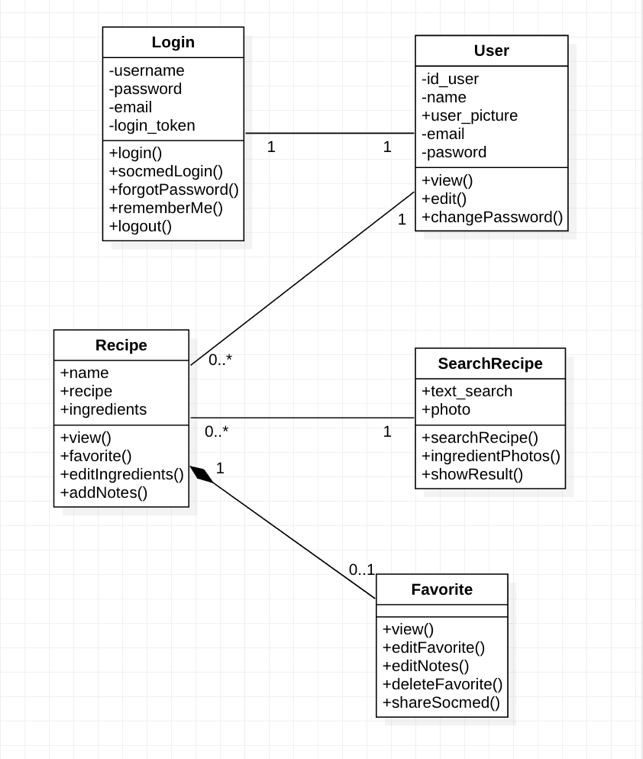 Login
-username
-password
-email
-login_token
+login()
+socmedLogin()
+forgotPassword()
+rememberMe()
+logout()
User
-id_user
-name
+user_picture
-email
-pasword
+view()
+edit()
+changePassword()
1
1
1
0..*
Recipe
+name
+recipe
+ingredients
+view()
+favorite()
+editIngredients()
+addNotes()
SearchRecipe
+text_search
+photo
+searchRecipe()
+ingredientPhotos()
+showResult()
0..*
1
1
0..1
Favorite
+view()
+editFavorite()
+editNotes()
+deleteFavorite()
+shareSocmed()